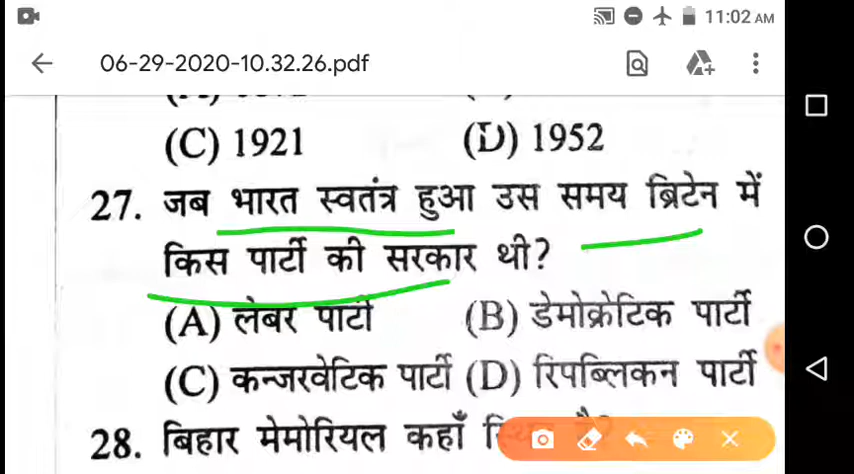 11:02 AM
06-29-2020-10.32.26.pdf
(C) 1921 (D) 1952
27. जब भारत स्वतंत्र हुआ उस समय ब्रिटेन में
किस पार्टी की सरकार थी?
(A) लेबर पार्टी (B) डेमोक्रेटिक पार्टी
(C) कन्जरवेटिक पार्टी (D) रिपब्लिकन पार्टी
28. बिहार मेमोरियल कहाँ है?